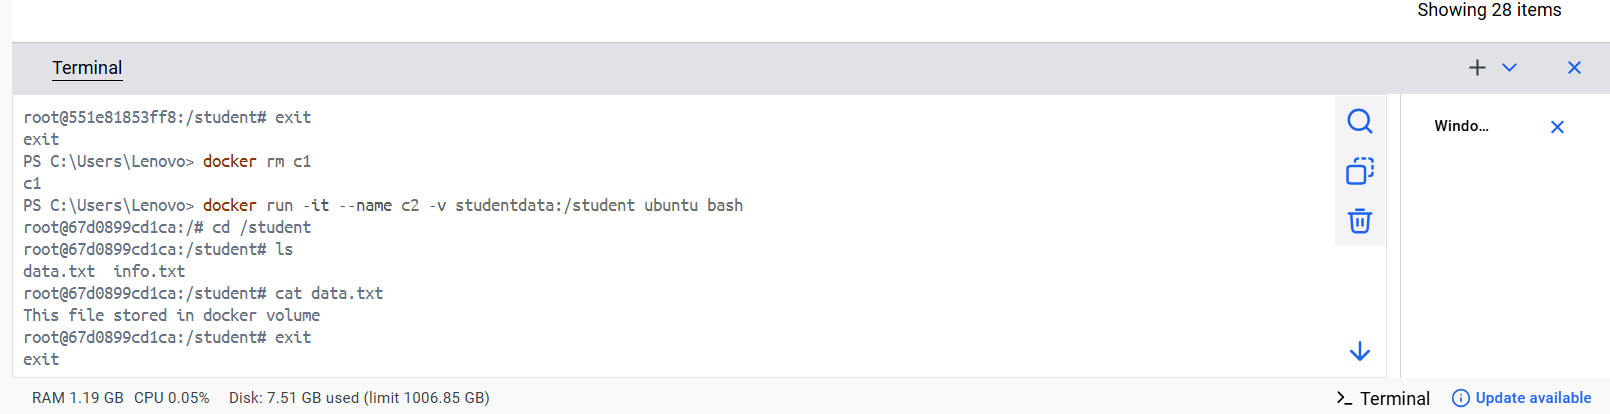 Showing 28 items
Terminal
root@551e81853ff8:/student# exit
exit
PS C:\Users\Lenovo> docker rm c1
c1
PS C:\Users\Lenovo> docker run -it --name c2 -v studentdata:/student ubuntu bash
root@67d0899cd1ca:/# cd /student
root@67d0899cd1ca:/student# ls
data.txt  info.txt
root@67d0899cd1ca:/student# cat data.txt
This file stored in docker volume
root@67d0899cd1ca:/student# exit
exit
Windo...
RAM 1.19 GB  CPU 0.05%  Disk: 7.51 GB used (limit 1006.85 GB)  >_ Terminal  Update available